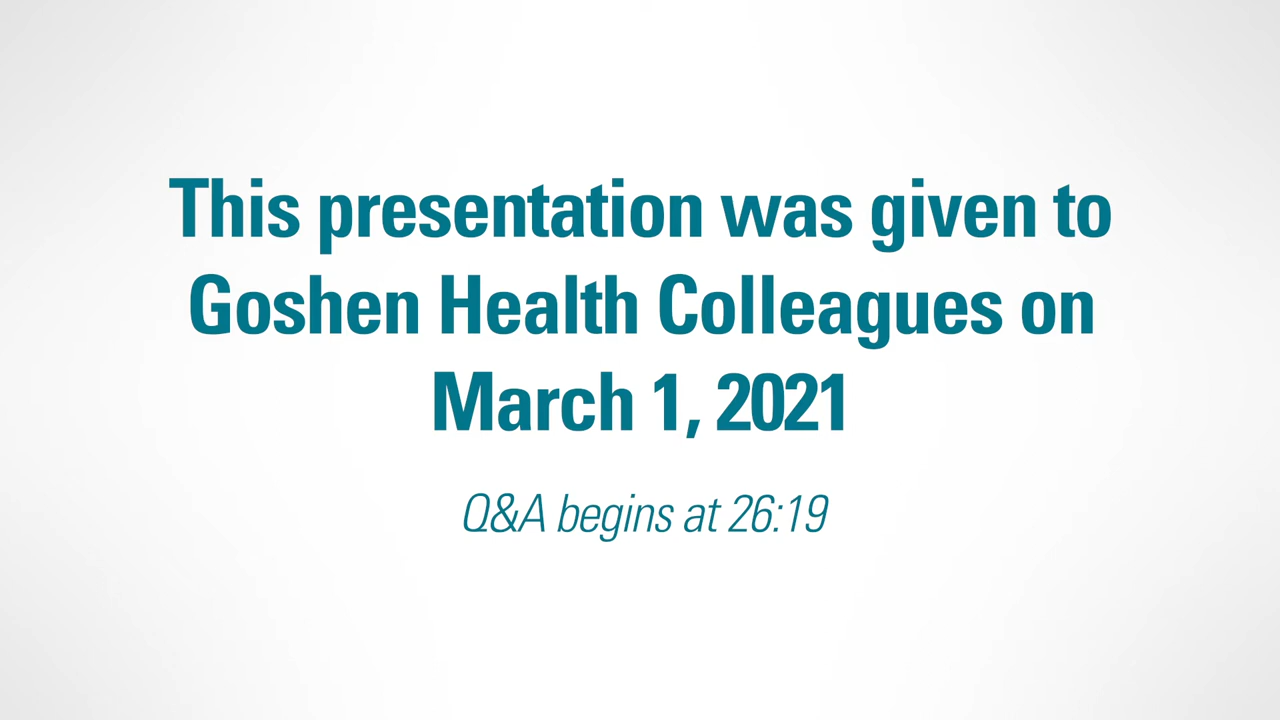 This presentation was given to
Goshen Health Colleagues on
March 1, 2021
Q&A begins at 26:19